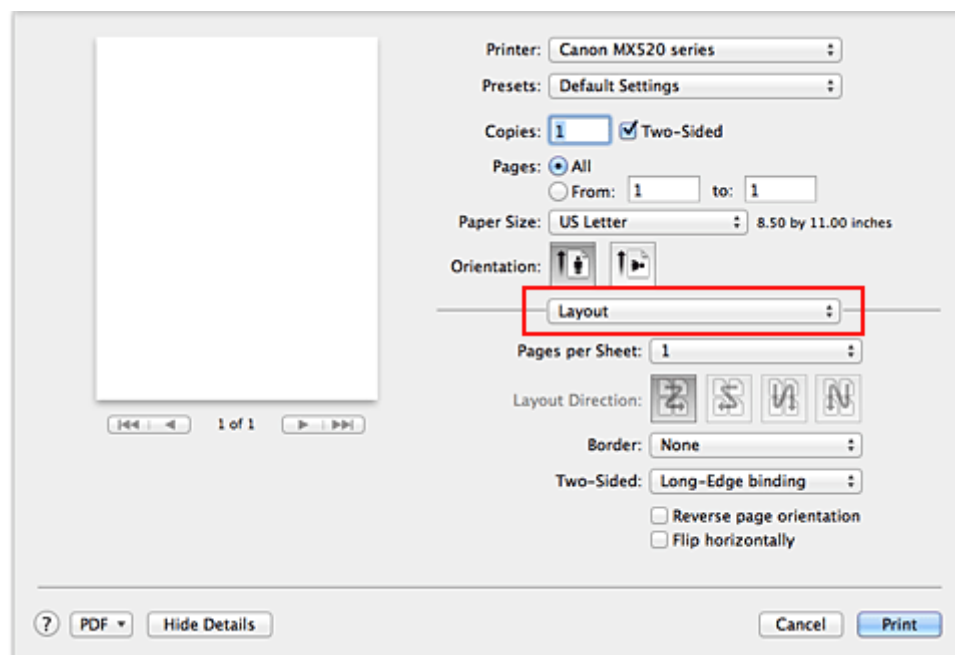 Printer: Canon MX520 series
Presets: Default Settings
Copies: 1 Two-Sided
Pages: All
From: 1 to: 1
Paper Size: US Letter 8.50 by 11.00 inches
Orientation:
Layout
Pages per Sheet: 1
Layout Direction:
1 of 1
Border: None
Two-Sided: Long-Edge binding
Reverse page orientation
Flip horizontally
? PDF Hide Details Cancel Print